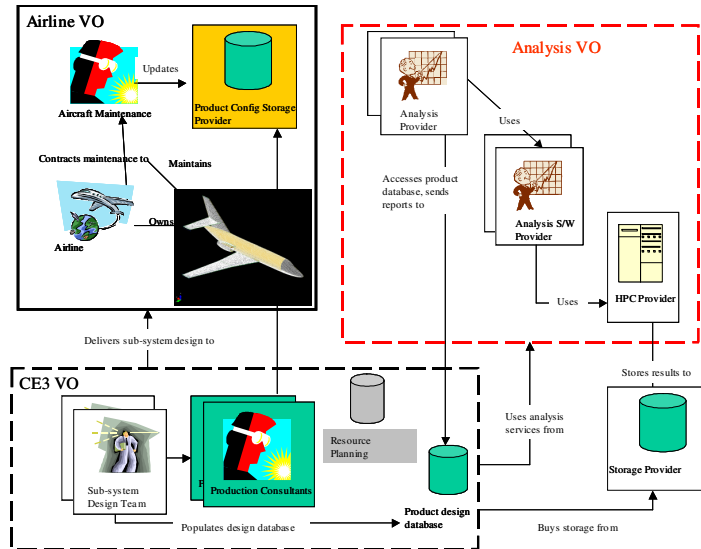 Airline VO
Updates
Aircraft Maintenance
Product Config Storage
Provider
Contracts maintenance to
Maintains
Owns
Airline
Analysis VO
Analysis
Provider
Uses
Accesses product
database, sends
reports to
Analysis S/W
Provider
Uses
HPC Provider
Delivers sub-system design to
Stores results to
CE3 VO
Resource
Planning
Uses analysis
services from
Storage Provider
P
Production Consultants
Sub-system
Design Team
Product design
database
Populates design database
Buys storage from